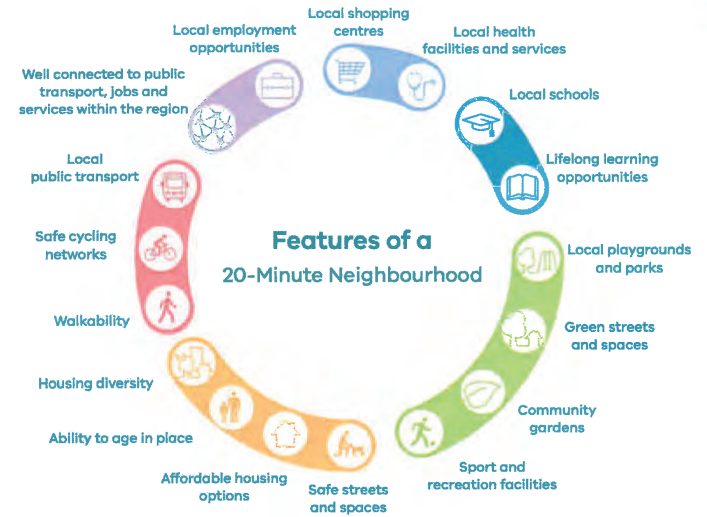 Local shopping
centres
Local health
facilities and services
Local schools
Lifelong learning
opportunities
Local playgrounds
and parks
Green streets
and spaces
Community
gardens
Sport and
recreation facilities
Safe streets
and spaces
Affordable housing
options
Ability to age in place
Housing diversity
Walkability
Safe cycling
networks
Local
public transport
Well connected to public
transport, jobs and
services within the region
Local employment
opportunities
Features of a
20-Minute Neighbourhood